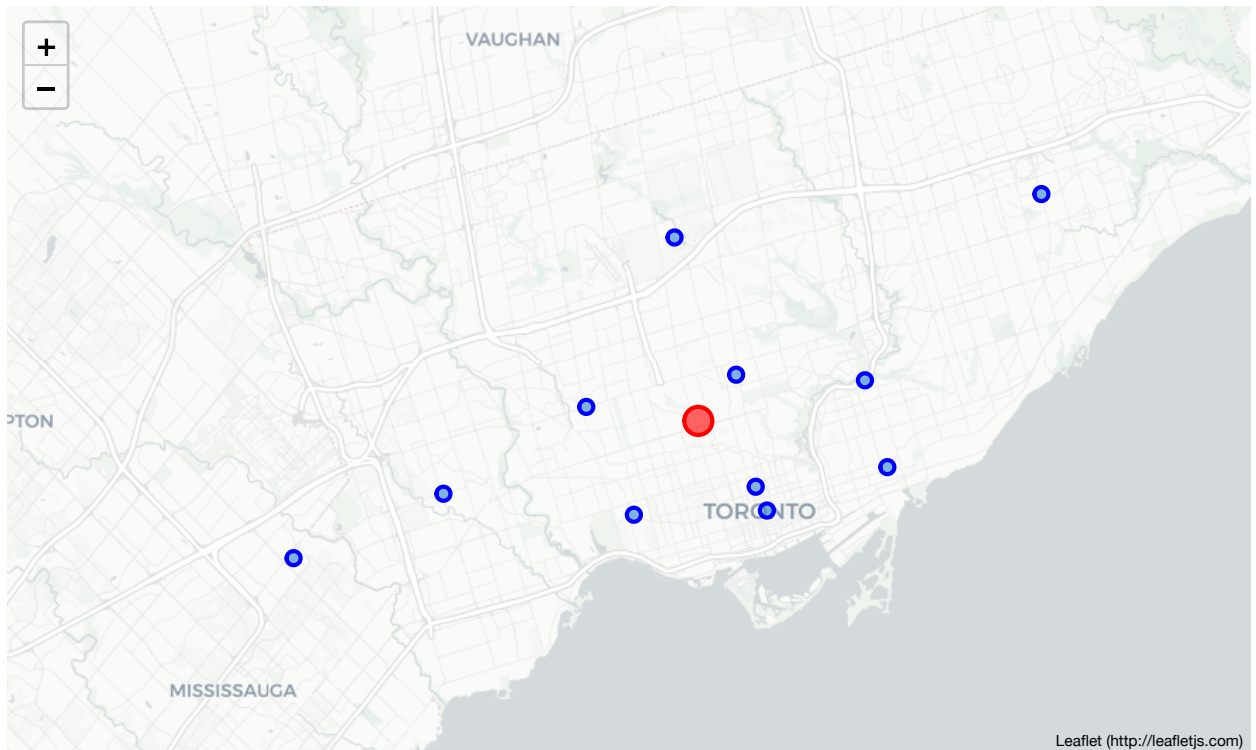 +
VAUGHAN
−
PTON
TORONTO
MISSISSAUGA
Leaflet (http://leafletjs.com)